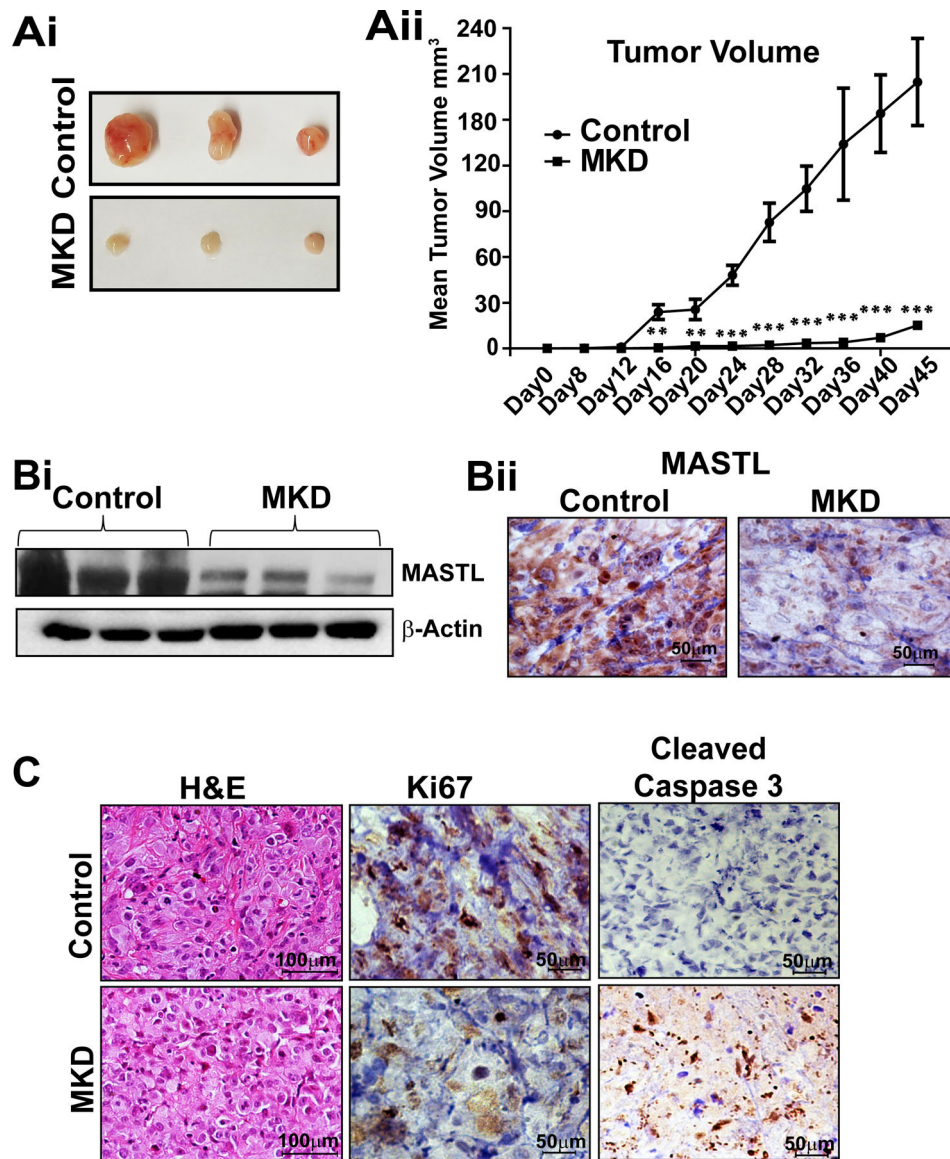 Ai
Control
MKD
Aii
Tumor Volume
Mean Tumor Volume mm³
240
210
180
150
120
90
60
30
0
Control
MKD
** ** *** *** *** *** *** ***
Day0 Day8 Day12 Day16 Day20 Day24 Day28 Day32 Day36 Day40 Day45
Bi
Control MKD
MASTL
β-Actin
Bii
MASTL
Control MKD
50µm 50µm
C
H&E Ki67 Cleaved
Caspase 3
Control
100µm 50µm 50µm
MKD
100µm 50µm 50µm